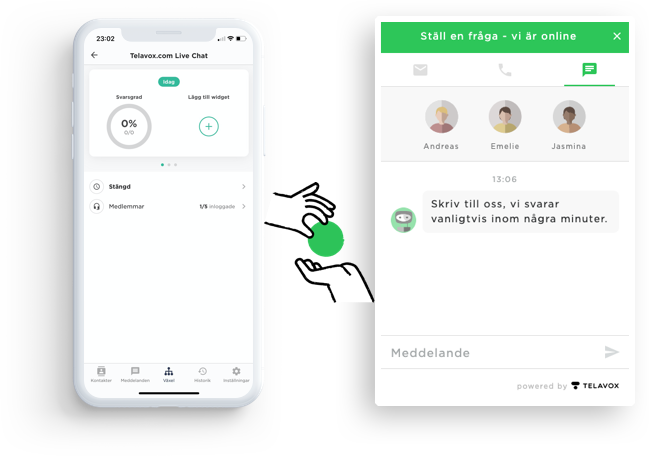 23:02
Telavox.com Live Chat
Idag
Svarsgrad
Lägg till widget
0%
0/0
Stängd
Medlemmar
1/5 inloggade
Kontakter
Meddelanden
Växel
Historik
Inställningar
Ställ en fråga - vi är online
Andreas
Emelie
Jasmina
13:06
Skriv till oss, vi svarar
vanligtvis inom några minuter.
Meddelande
powered by TELAVOX